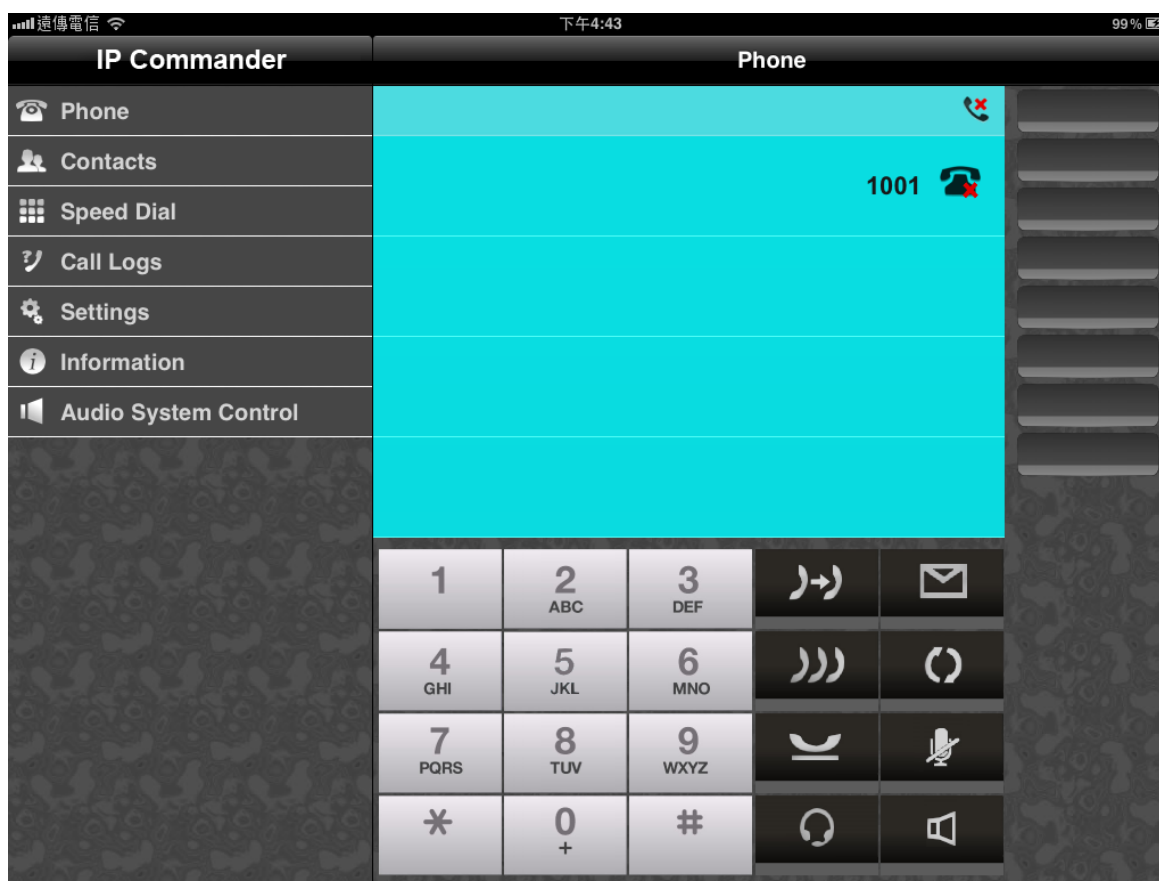 遠傳電信 下午4:43 99%
IP Commander Phone
Phone
Contacts
1001
Speed Dial
Call Logs
Settings
Information
Audio System Control
1 2 3
ABC DEF
4 5 6
GHI JKL MNO
7 8 9
PQRS TUV WXYZ
* 0 #
+